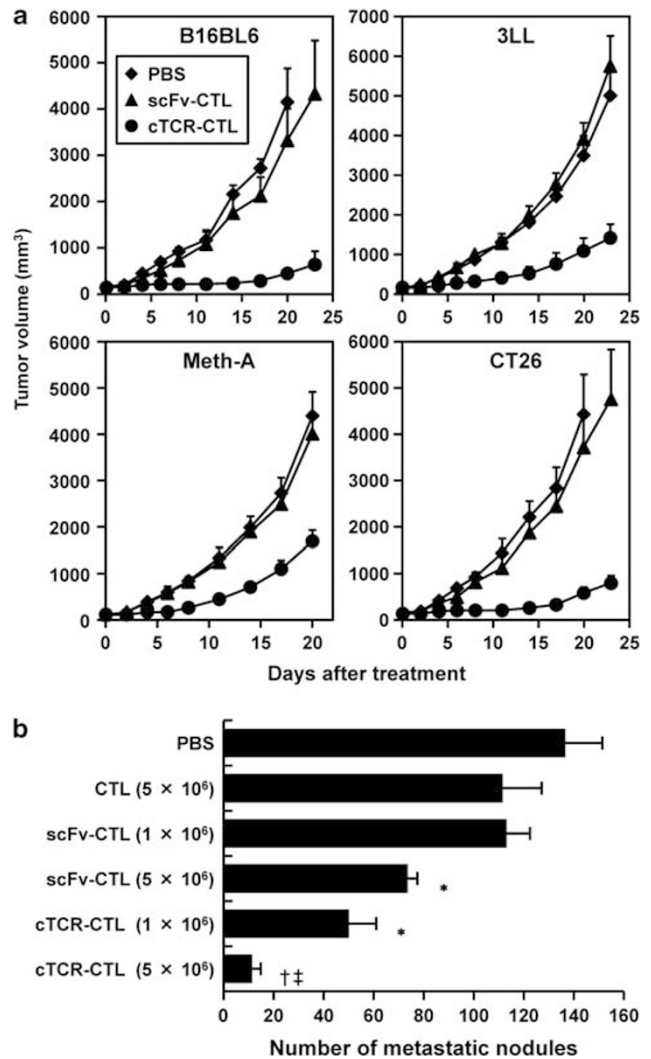 a
B16BL6
PBS
scFv-CTL
cTCR-CTL
6000
5000
4000
3000
2000
1000
0
0 5 10 15 20 25
3LL
7000
6000
5000
4000
3000
2000
1000
0
0 5 10 15 20 25
Tumor volume (mm³)
Meth-A
6000
5000
4000
3000
2000
1000
0
0 5 10 15 20
CT26
6000
5000
4000
3000
2000
1000
0
0 5 10 15 20 25
Days after treatment
b
PBS
CTL (5 × 10⁶)
scFv-CTL (1 × 10⁶)
scFv-CTL (5 × 10⁶) *
cTCR-CTL (1 × 10⁶) *
cTCR-CTL (5 × 10⁶) †‡
0 20 40 60 80 100 120 140 160
Number of metastatic nodules